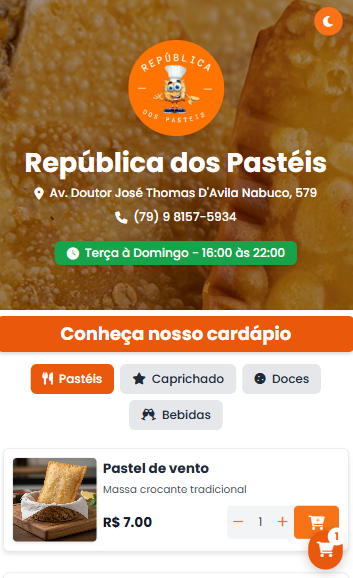 REPÚBLICA
DOS PASTÉIS
República dos Pastéis
Av. Doutor José Thomas D'Avila Nabuco, 579
(79) 9 8157-5934
Terça à Domingo - 16:00 às 22:00
Conheça nosso cardápio
Pastéis
Caprichado
Doces
Bebidas
Pastel de vento
Massa crocante tradicional
R$ 7.00
− 1 +
1